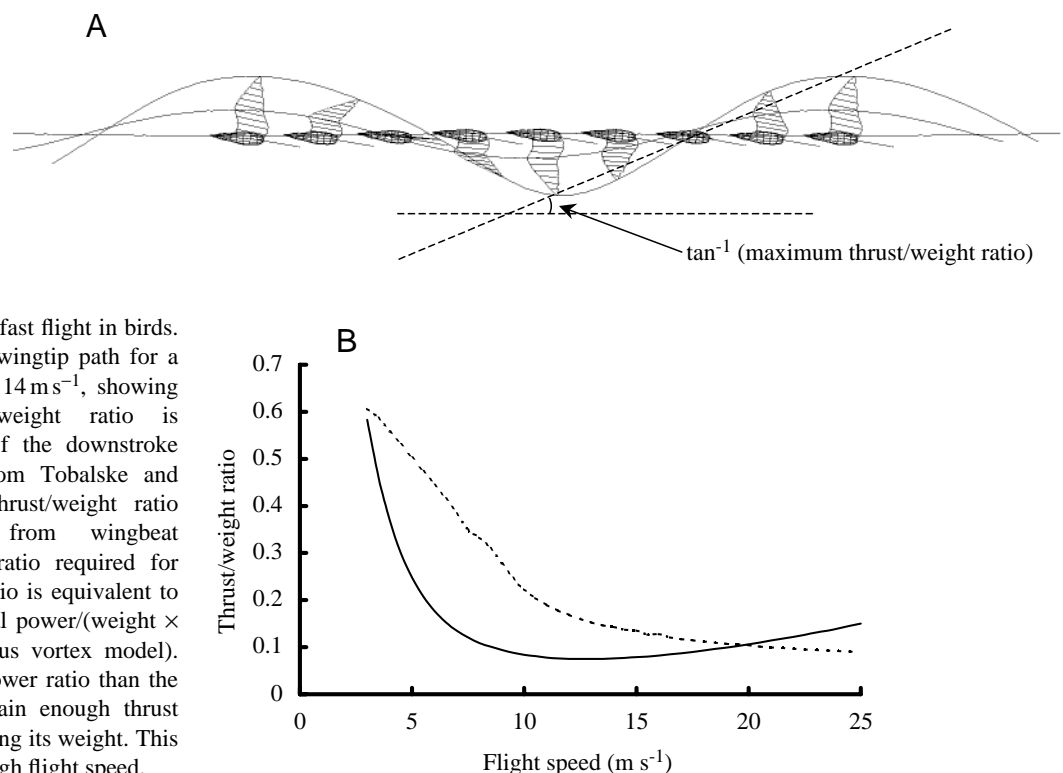 A
tan-1 (maximum thrust/weight ratio)
fast flight in birds.
wingtip path for a
14 m s–1, showing
weight ratio is
f the downstroke
om Tobalske and
hrust/weight ratio
from wingbeat
ratio required for
io is equivalent to
l power/(weight ×
us vortex model).
ower ratio than the
ain enough thrust
ng its weight. This
gh flight speed.
B
Thrust/weight ratio
0.7
0.6
0.5
0.4
0.3
0.2
0.1
0
0 5 10 15 20 25
Flight speed (m s-1)